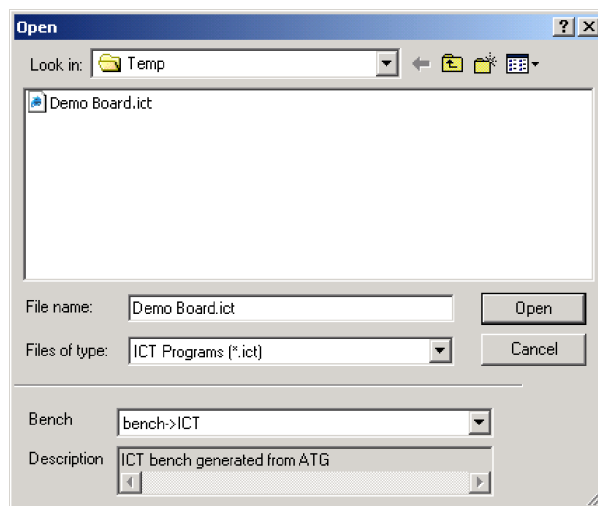 Open
Look in: Temp
Demo Board.ict
File name: Demo Board.ict Open
Files of type: ICT Programs (*.ict) Cancel
Bench bench->ICT
Description ICT bench generated from ATG